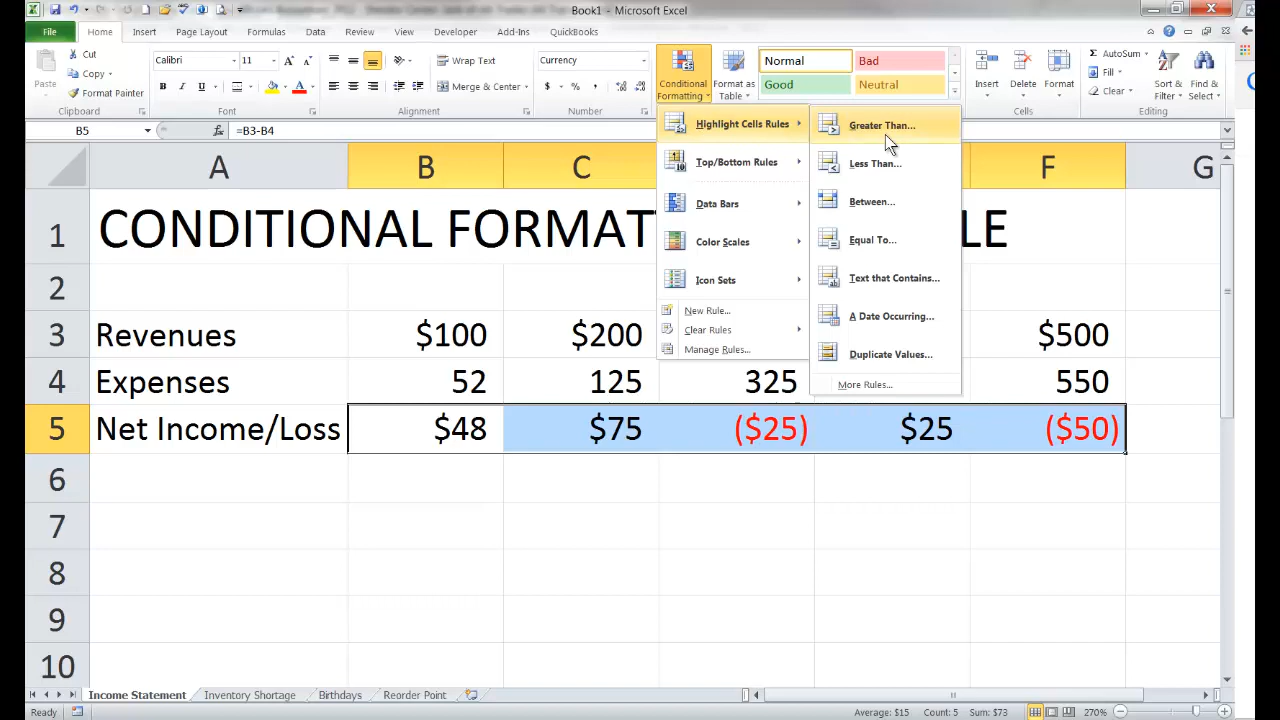 Book1 - Microsoft Excel
File Home Insert Page Layout Formulas Data Review View Developer Add-Ins QuickBooks
Paste
Cut
Copy
Format Painter
Clipboard
Calibri 11
B I U
Font
Wrap Text
Merge & Center
Alignment
Currency
$ % ,
Number
Conditional Formatting
Format as Table
Normal Bad
Good Neutral
Insert Delete Format
Cells
AutoSum
Fill
Clear
Sort & Filter
Find & Select
Editing
Highlight Cells Rules
Top/Bottom Rules
Data Bars
Color Scales
Icon Sets
New Rule...
Clear Rules
Manage Rules...
Greater Than...
Less Than...
Between...
Equal To...
Text that Contains...
A Date Occurring...
Duplicate Values...
More Rules...
B5 fx =B3-B4
A B C F G
1 CONDITIONAL FORMAT LE
2
3 Revenues $100 $200 $500
4 Expenses 52 125 325 550
5 Net Income/Loss $48 $75 ($25) $25 ($50)
6
7
8
9
10
Income Statement Inventory Shortage Birthdays Reorder Point
Ready Average: $15 Count: 5 Sum: $73 270%